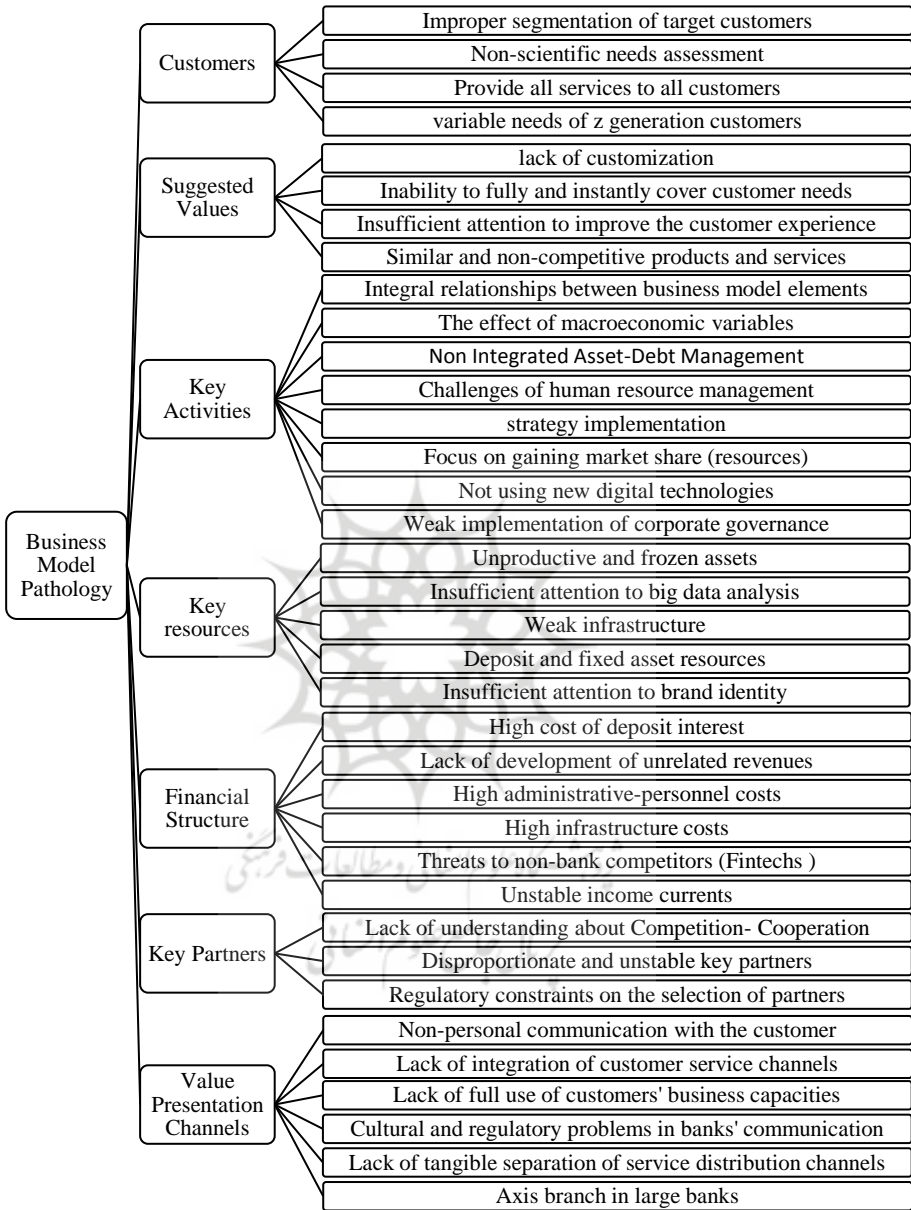 Business
Model
Pathology
Customers
Improper segmentation of target customers
Non-scientific needs assessment
Provide all services to all customers
variable needs of z generation customers
Suggested
Values
lack of customization
Inability to fully and instantly cover customer needs
Insufficient attention to improve the customer experience
Similar and non-competitive products and services
Key
Activities
Integral relationships between business model elements
The effect of macroeconomic variables
Non Integrated Asset-Debt Management
Challenges of human resource management
strategy implementation
Focus on gaining market share (resources)
Not using new digital technologies
Weak implementation of corporate governance
Key
resources
Unproductive and frozen assets
Insufficient attention to big data analysis
Weak infrastructure
Deposit and fixed asset resources
Insufficient attention to brand identity
Financial
Structure
High cost of deposit interest
Lack of development of unrelated revenues
High administrative-personnel costs
High infrastructure costs
Threats to non-bank competitors (Fintechs )
Unstable income currents
Key Partners
Lack of understanding about Competition- Cooperation
Disproportionate and unstable key partners
Regulatory constraints on the selection of partners
Value
Presentation
Channels
Non-personal communication with the customer
Lack of integration of customer service channels
Lack of full use of customers' business capacities
Cultural and regulatory problems in banks' communication
Lack of tangible separation of service distribution channels
Axis branch in large banks
پژوهشگاه علوم انسانی و مطالعات فرهنگی
پرتال جامع علوم انسانی